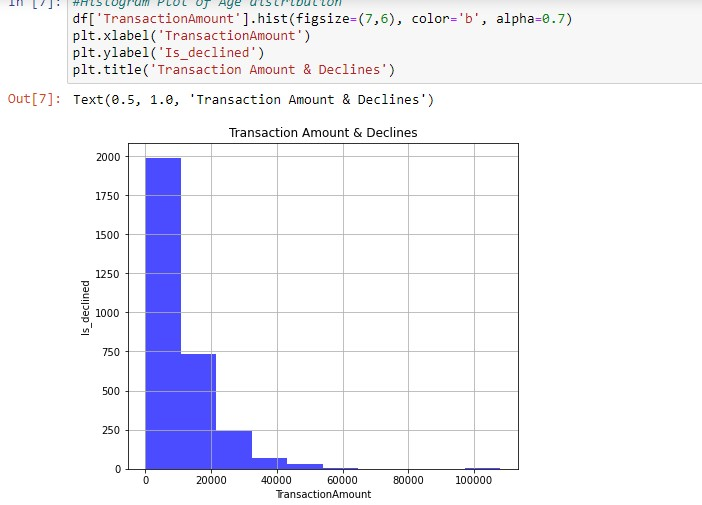 In [7]: #Histogram Plot of Age distribution
df['TransactionAmount'].hist(figsize=(7,6), color='b', alpha=0.7)
plt.xlabel('TransactionAmount')
plt.ylabel('Is_declined')
plt.title('Transaction Amount & Declines')
Out[7]: Text(0.5, 1.0, 'Transaction Amount & Declines')
Transaction Amount & Declines
2000
1750
1500
1250
1000
750
500
250
0
Is_declined
0 20000 40000 60000 80000 100000
TransactionAmount